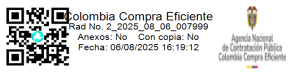 Colombia Compra Eficiente
Rad No. 2_2025_08_06_007999
Anexos: No Con copia: No
Fecha: 06/08/2025 16:19:12
Agencia Nacional
de Contratación Pública
Colombia Compra Eficiente